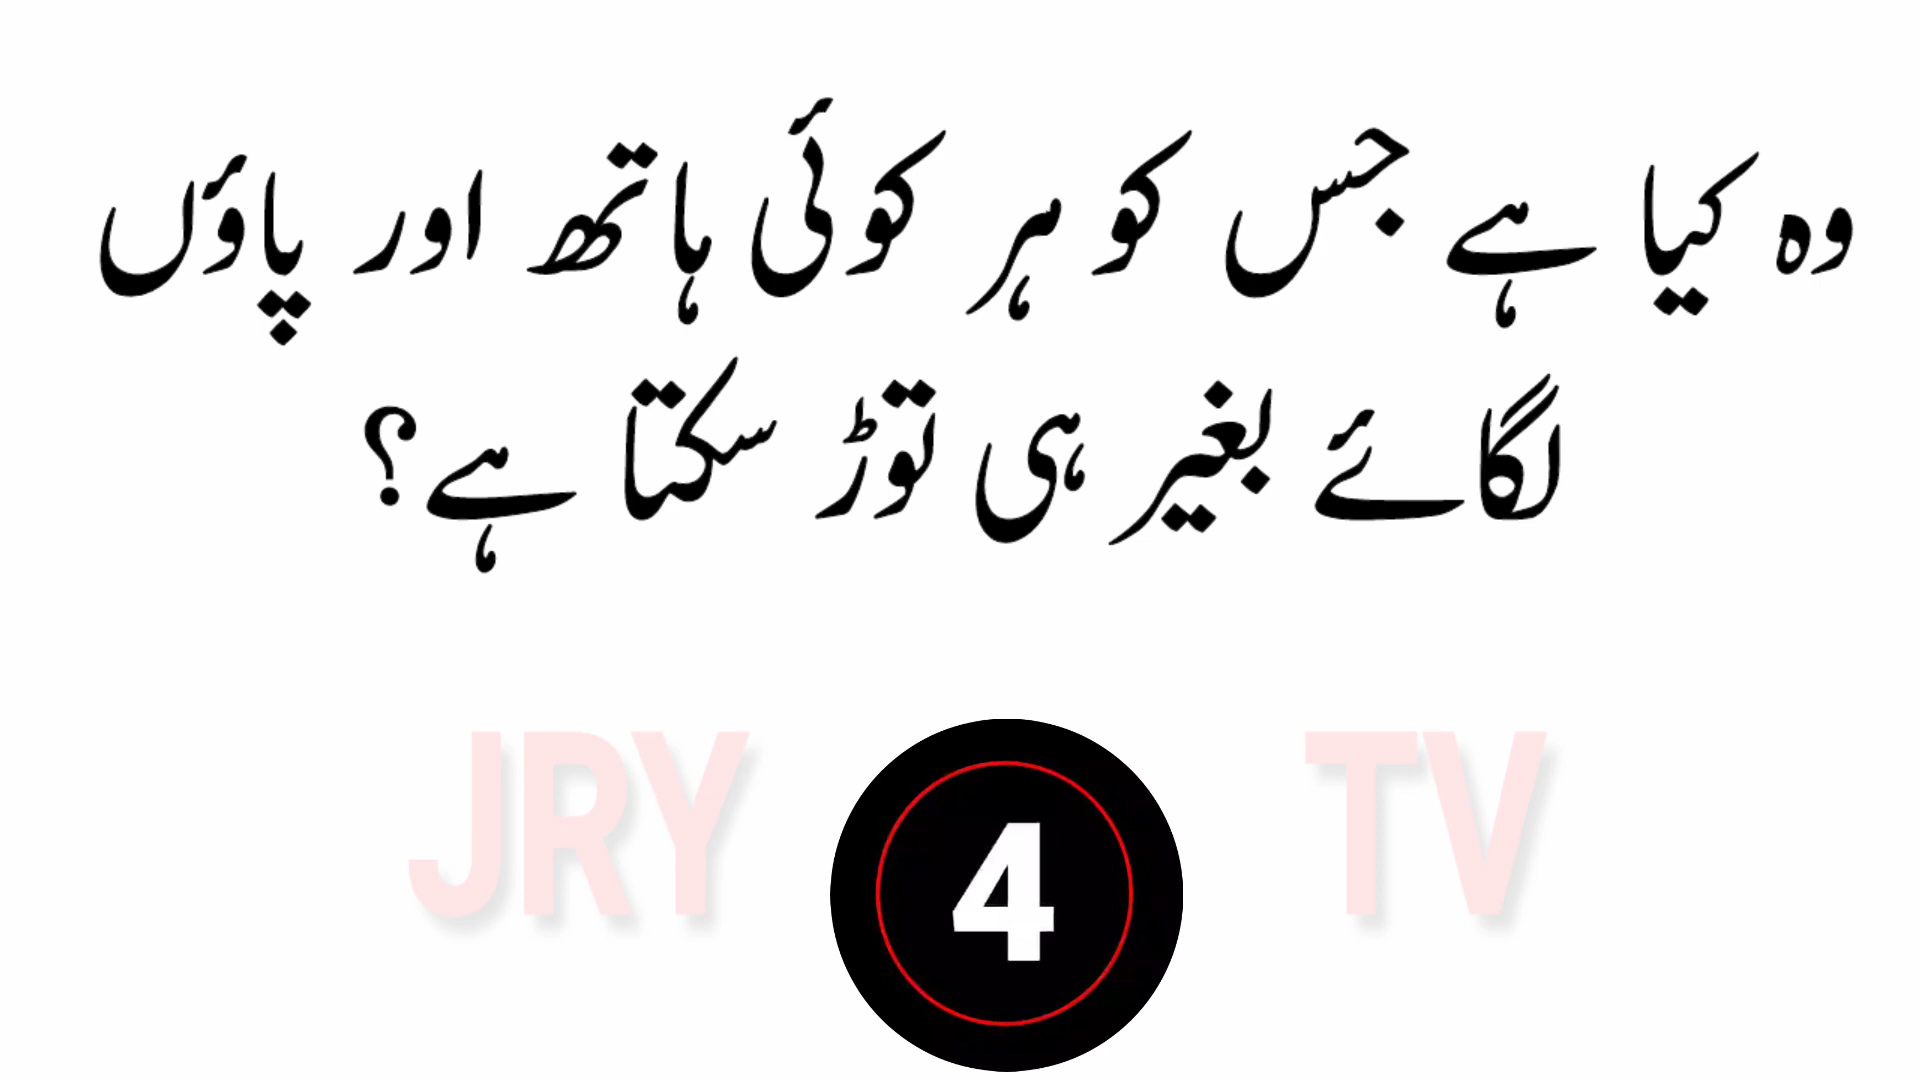 وہ کیا ہے جس کو ہر کوئی ہاتھ اور پاؤں
لگائے بغیر ہی توڑ سکتا ہے؟
JRY TV
4